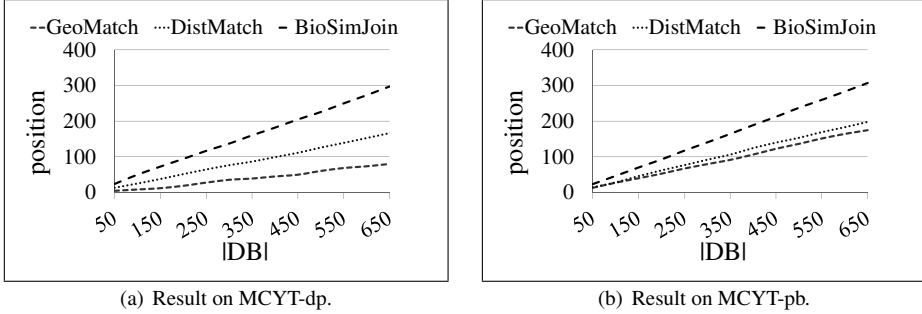 GeoMatch DistMatch BioSimJoin
400
300
200
100
0
position
50 150 250 350 450 550 650
|DB|
(a) Result on MCYT-dp.
GeoMatch DistMatch BioSimJoin
400
300
200
100
0
position
50 150 250 350 450 550 650
|DB|
(b) Result on MCYT-pb.